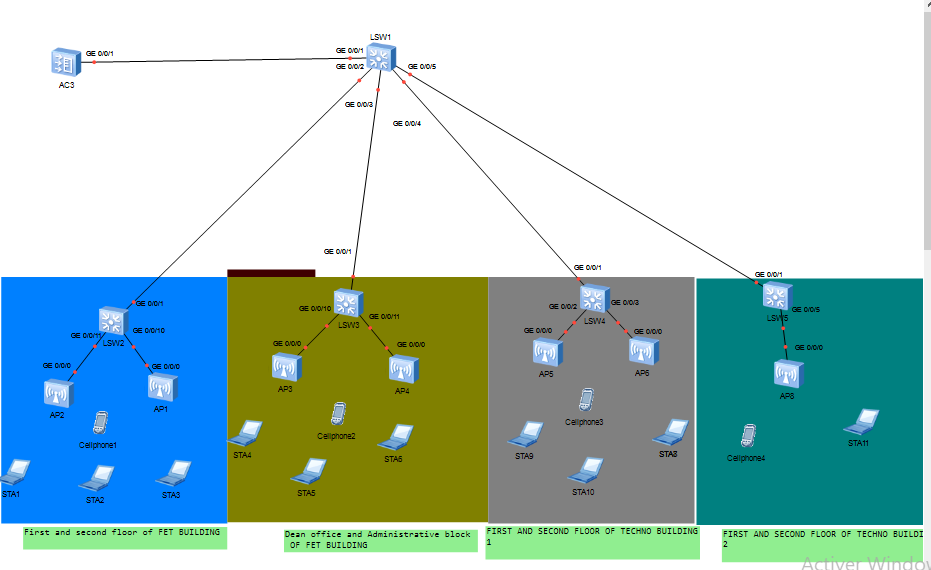 LSW1
GE 0/0/1
GE 0/0/1
GE 0/0/2
GE 0/0/5
AC3
GE 0/0/3
GE 0/0/4
GE 0/0/1
GE 0/0/1
GE 0/0/1
GE 0/0/1
GE 0/0/10
GE 0/0/11
LSW2
GE 0/0/10
GE 0/0/11
LSW3
GE 0/0/2
GE 0/0/3
LSW4
GE 0/0/5
LSW5
GE 0/0/0
GE 0/0/0
GE 0/0/0
GE 0/0/0
GE 0/0/0
GE 0/0/0
GE 0/0/0
AP2
AP1
AP3
AP4
AP5
AP6
AP8
Cellphone1
Cellphone2
Cellphone3
Cellphone4
STA4
STA6
STA9
STA8
STA11
STA1
STA2
STA3
STA5
STA10
First and second floor of FET BUILDING
Dean office and Administrative block
OF FET BUILDING
FIRST AND SECOND FLOOR OF TECHNO BUILDING
1
FIRST AND SECOND FLOOR OF TECHNO BUILDI
2
Activer Window